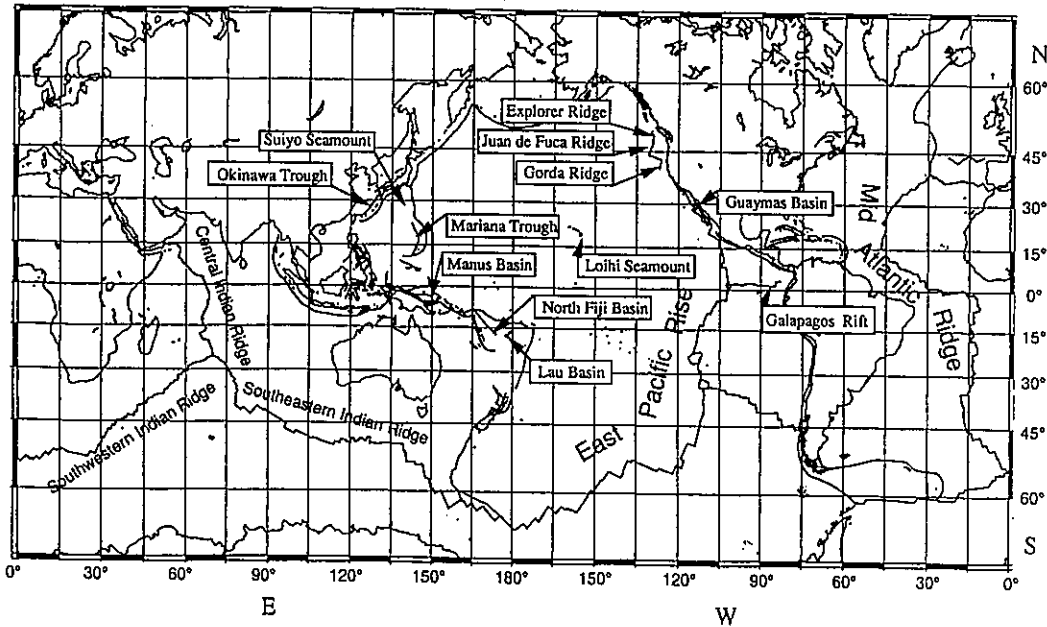 N
60°
Explorer Ridge
Suiyo Seamount
Juan de Fuca Ridge
45°
Okinawa Trough
Gorda Ridge
Guaymas Basin
30°
Mid
Atlantic
Ridge
Mariana Trough
15°
Central Indian Ridge
Manus Basin
Loihi Seamount
0°
North Fiji Basin
Galapagos Rift
15°
Lau Basin
East Pacific Rise
30°
Southwestern Indian Ridge
Southeastern Indian Ridge
45°
60°
S
0°
30°
60°
90°
120°
150°
180°
150°
120°
90°
60°
30°
0°
E
W